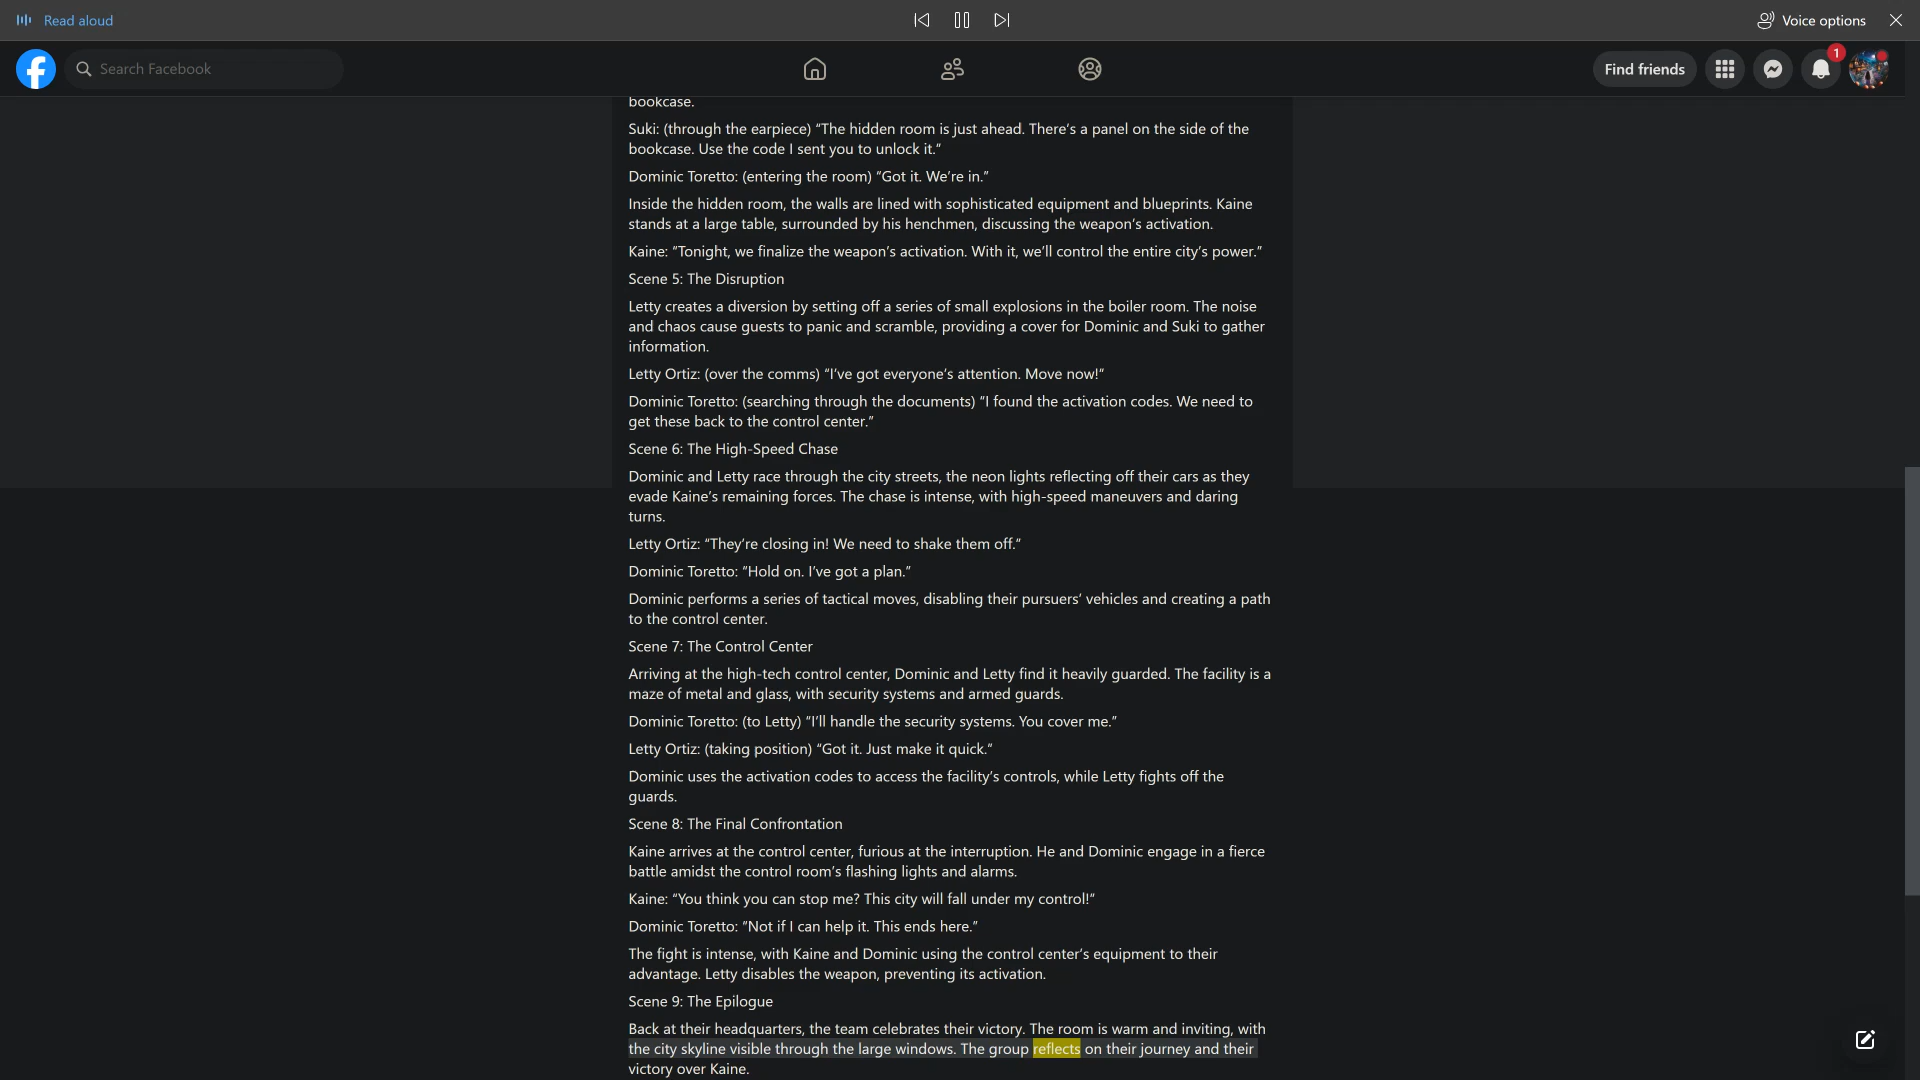 Read aloud
Voice options
Search Facebook
Find friends
1
bookcase.
Suki: (through the earpiece) “The hidden room is just ahead. There’s a panel on the side of the
bookcase. Use the code I sent you to unlock it.”
Dominic Toretto: (entering the room) “Got it. We’re in.”
Inside the hidden room, the walls are lined with sophisticated equipment and blueprints. Kaine
stands at a large table, surrounded by his henchmen, discussing the weapon’s activation.
Kaine: “Tonight, we finalize the weapon’s activation. With it, we’ll control the entire city’s power.”
Scene 5: The Disruption
Letty creates a diversion by setting off a series of small explosions in the boiler room. The noise
and chaos cause guests to panic and scramble, providing a cover for Dominic and Suki to gather
information.
Letty Ortiz: (over the comms) “I’ve got everyone’s attention. Move now!”
Dominic Toretto: (searching through the documents) “I found the activation codes. We need to
get these back to the control center.”
Scene 6: The High-Speed Chase
Dominic and Letty race through the city streets, the neon lights reflecting off their cars as they
evade Kaine’s remaining forces. The chase is intense, with high-speed maneuvers and daring
turns.
Letty Ortiz: “They’re closing in! We need to shake them off.”
Dominic Toretto: “Hold on. I’ve got a plan.”
Dominic performs a series of tactical moves, disabling their pursuers’ vehicles and creating a path
to the control center.
Scene 7: The Control Center
Arriving at the high-tech control center, Dominic and Letty find it heavily guarded. The facility is a
maze of metal and glass, with security systems and armed guards.
Dominic Toretto: (to Letty) “I’ll handle the security systems. You cover me.”
Letty Ortiz: (taking position) “Got it. Just make it quick.”
Dominic uses the activation codes to access the facility’s controls, while Letty fights off the
guards.
Scene 8: The Final Confrontation
Kaine arrives at the control center, furious at the interruption. He and Dominic engage in a fierce
battle amidst the control room’s flashing lights and alarms.
Kaine: “You think you can stop me? This city will fall under my control!”
Dominic Toretto: “Not if I can help it. This ends here.”
The fight is intense, with Kaine and Dominic using the control center’s equipment to their
advantage. Letty disables the weapon, preventing its activation.
Scene 9: The Epilogue
Back at their headquarters, the team celebrates their victory. The room is warm and inviting, with
the city skyline visible through the large windows. The group reflects on their journey and their
victory over Kaine.